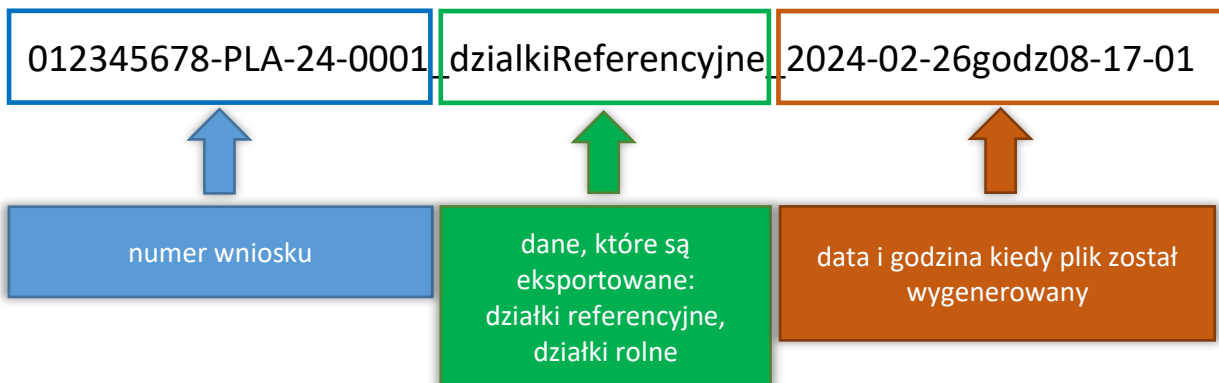 012345678-PLA-24-0001_dzialkiReferencyjne_2024-02-26godz08-17-01
numer wniosku
dane, które są
eksportowane:
działki referencyjne,
działki rolne
data i godzina kiedy plik został
wygenerowany